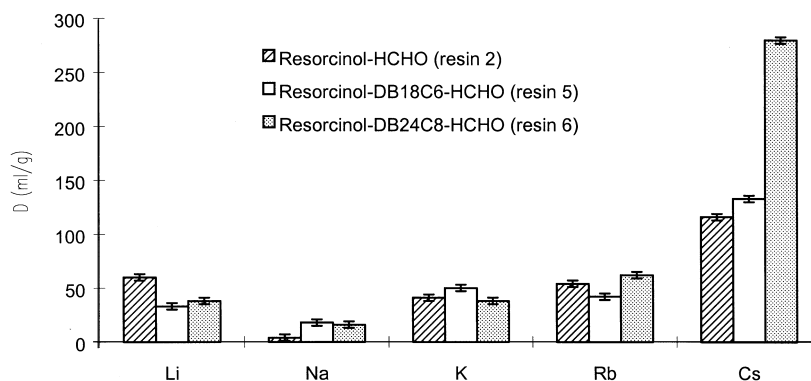 300
250
200
150
100
50
0
D (ml/g)
Resorcinol-HCHO (resin 2)
Resorcinol-DB18C6-HCHO (resin 5)
Resorcinol-DB24C8-HCHO (resin 6)
Li Na K Rb Cs